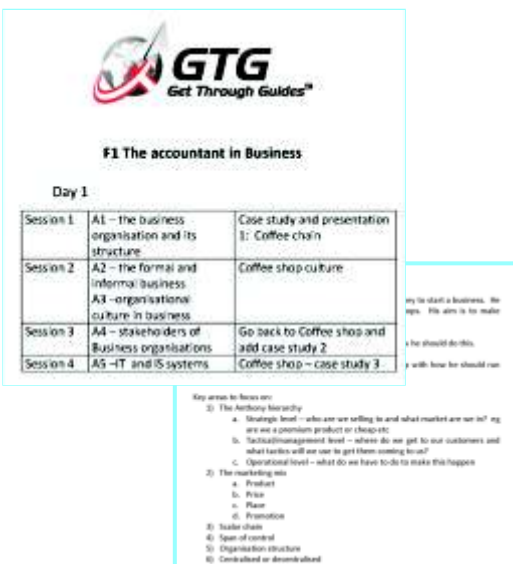 GTG
Get Through Guides™
F1 The accountant in Business
Day 1
Session 1 A1 – the business Case study and presentation
organisation and its 1: Coffee chain
structure
Session 2 A2 – the formal and Coffee shop culture
informal business
A3 –organisational
culture in business
Session 3 A4 – stakeholders of Go back to Coffee shop and
Business organisations add case study 2
Session 4 A5 –IT and IS systems Coffee shop – case study 3
to start a business. He
His aim is to make
he should do this.
with how he should run
Key areas to focus on:
1) The Anthony hierarchy
a. Strategic level – who are we selling to and what market are we in? eg
are we a premium product or cheap etc
b. Tactical/management level – where do we get to our customers and
what tactics will we use to get them coming to us?
c. Operational level – what do we have to do to make this happen
2) The marketing mix
a. Product
b. Price
c. Place
d. Promotion
3) Scalar chain
4) Span of control
5) Organisation structure
6) Centralised or decentralised